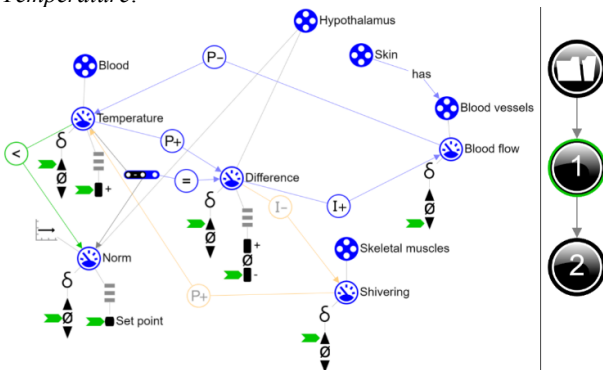 Temperature.
Hypothalamus
Blood
P-
Skin
has
Blood vessels
Temperature
δ
<
P+
Blood flow
+
=
Difference
δ
Ø
δ
I-
I+
Ø
Ø
+
Ø
-
Skeletal muscles
Norm
δ
P+
Shivering
Ø
Set point
δ
Ø
1
2